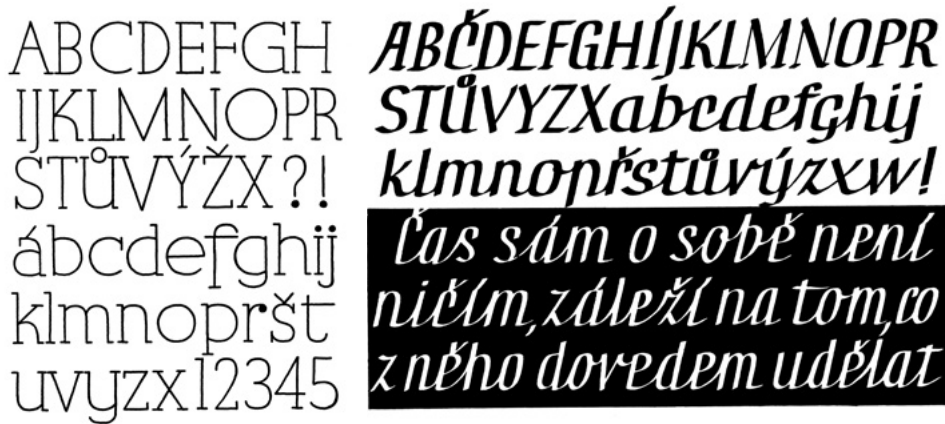 ABCDEFGH
IJKLMNOPR
STŮVÝŽX?!
ábcdefghij
klmnopršt
uvyzx12345
ABČDEFGHÍJKLMNOPR
STŮVYZXabcdefghij
klmnopřstůvýzxw!
Čas sám o sobě není
ničím, záleží na tom, co
z něho dovedem udělat